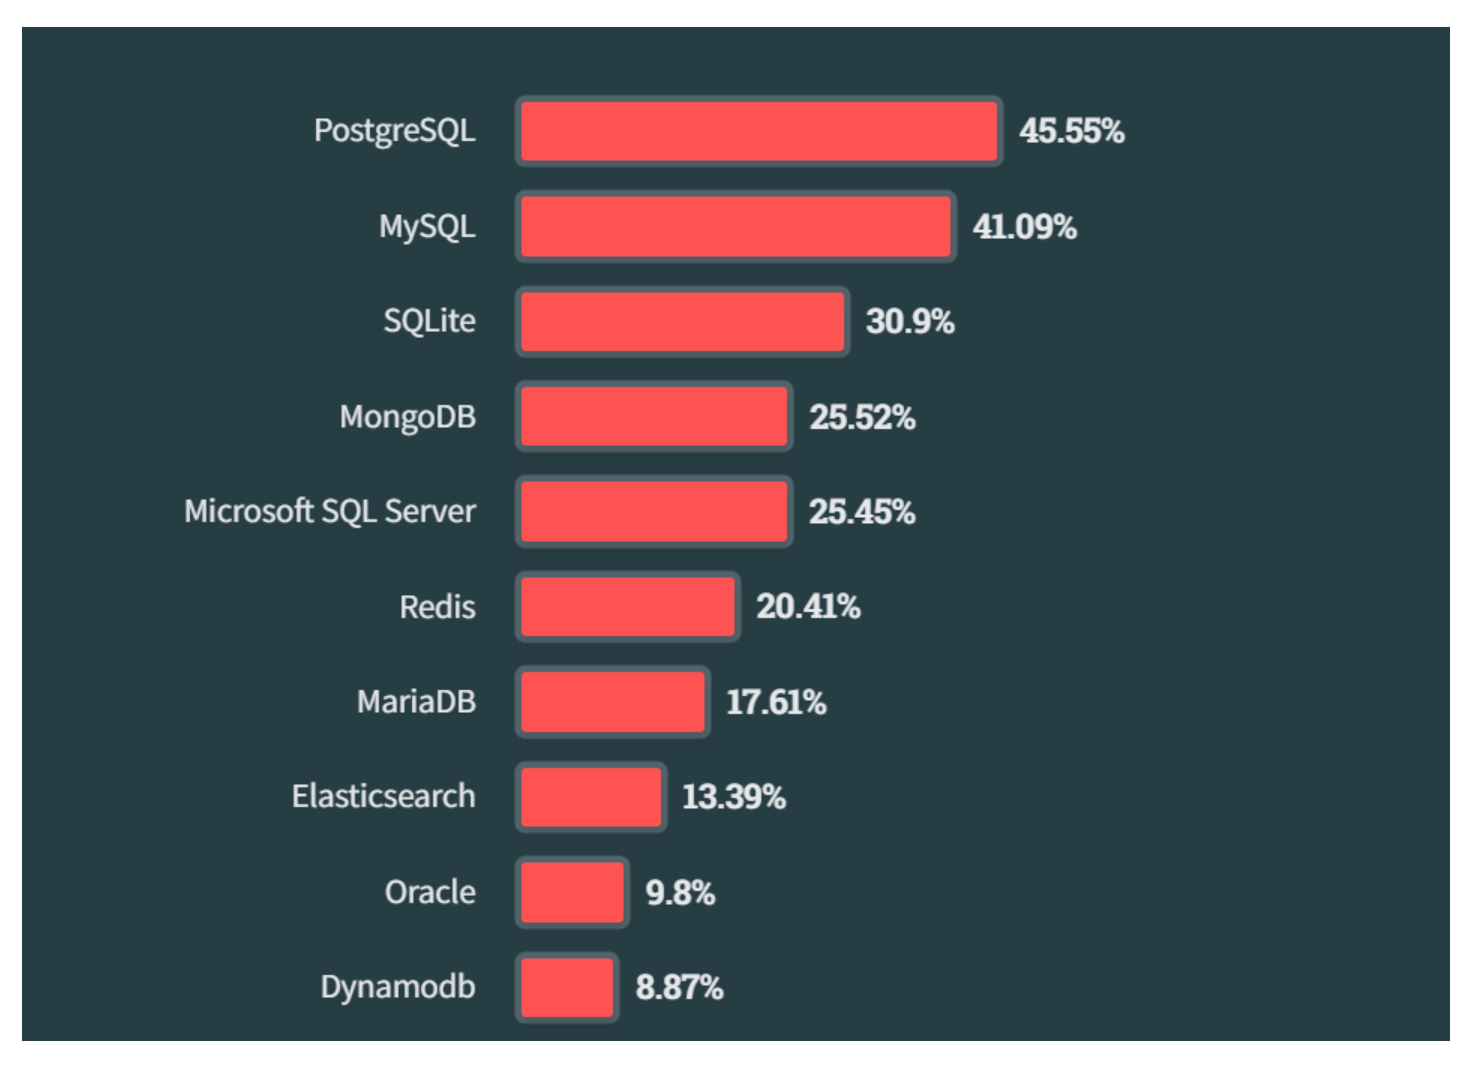 PostgreSQL 45.55%
MySQL 41.09%
SQLite 30.9%
MongoDB 25.52%
Microsoft SQL Server 25.45%
Redis 20.41%
MariaDB 17.61%
Elasticsearch 13.39%
Oracle 9.8%
Dynamodb 8.87%